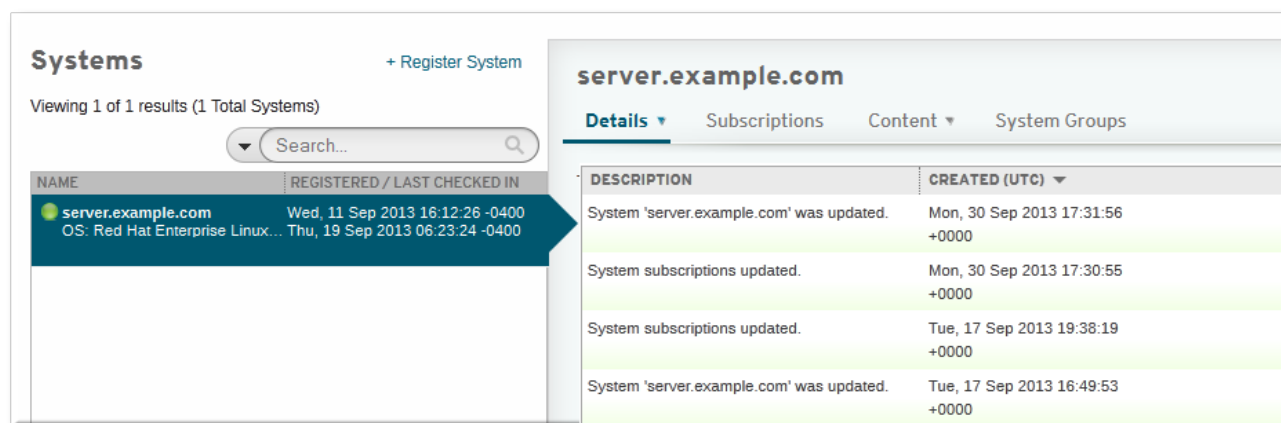 Systems
+ Register System
Viewing 1 of 1 results (1 Total Systems)
Search...
NAME
REGISTERED / LAST CHECKED IN
server.example.com
Wed, 11 Sep 2013 16:12:26 -0400
OS: Red Hat Enterprise Linux...
Thu, 19 Sep 2013 06:23:24 -0400
server.example.com
Details
Subscriptions
Content
System Groups
DESCRIPTION
CREATED (UTC)
System 'server.example.com' was updated.
Mon, 30 Sep 2013 17:31:56
+0000
System subscriptions updated.
Mon, 30 Sep 2013 17:30:55
+0000
System subscriptions updated.
Tue, 17 Sep 2013 19:38:19
+0000
System 'server.example.com' was updated.
Tue, 17 Sep 2013 16:49:53
+0000